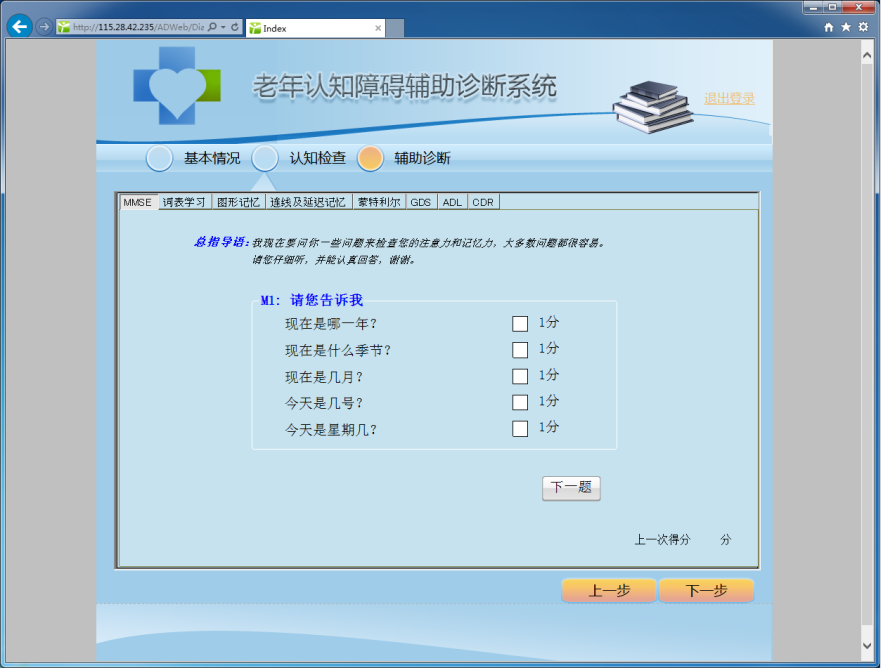 http://115.28.42.235/ADWeb/Dia
Index
老年认知障碍辅助诊断系统
退出登录
基本情况 认知检查 辅助诊断
MMSE 词表学习 图形记忆 连线及延迟记忆 蒙特利尔 GDS ADL CDR
总指导语:我现在要问你一些问题来检查您的注意力和记忆力，大多数问题都很容易。
请您仔细听，并能认真回答，谢谢。
M1: 请您告诉我
现在是哪一年？ 1分
现在是什么季节？ 1分
现在是几月？ 1分
今天是几号？ 1分
今天是星期几？ 1分
下一题
上一次得分 分
上一步 下一步